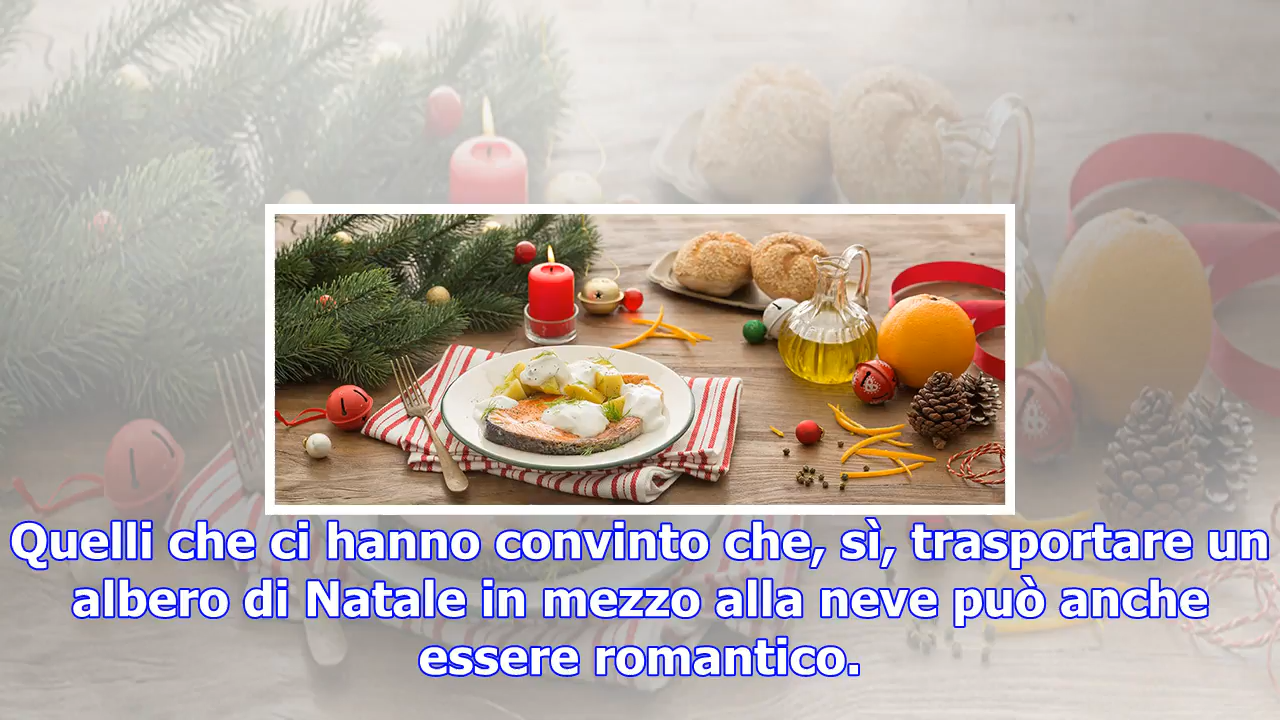 Quelli che ci hanno convinto che, sì, trasportare un
albero di Natale in mezzo alla neve può anche
essere romantico.